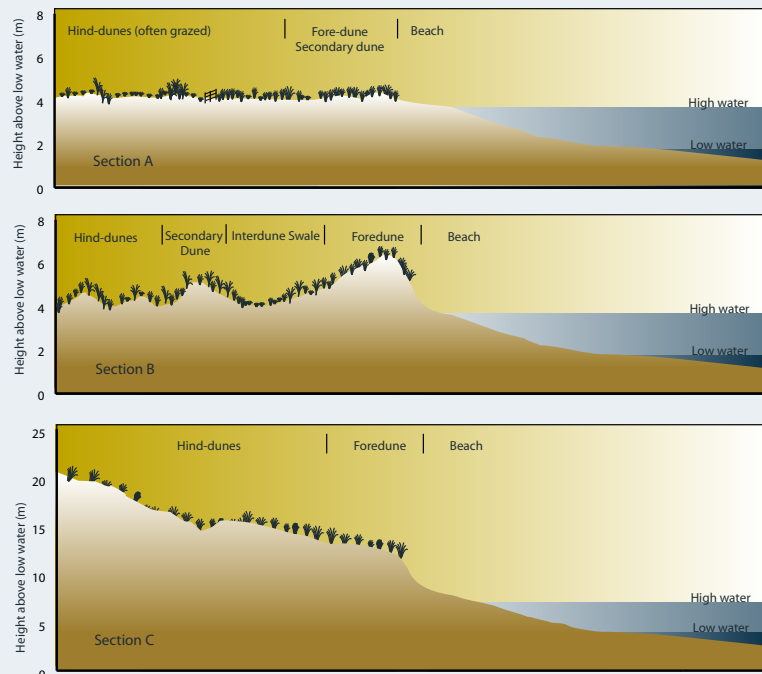 Height above low water (m)
8
6
4
2
0
Hind-dunes (often grazed)
Fore-dune
Secondary dune
Beach
High water
Low water
Section A
Height above low water (m)
8
6
4
2
0
Hind-dunes
Secondary
Dune
Interdune Swale
Foredune
Beach
High water
Low water
Section B
Height above low water (m)
25
20
15
10
5
0
Hind-dunes
Foredune
Beach
High water
Low water
Section C